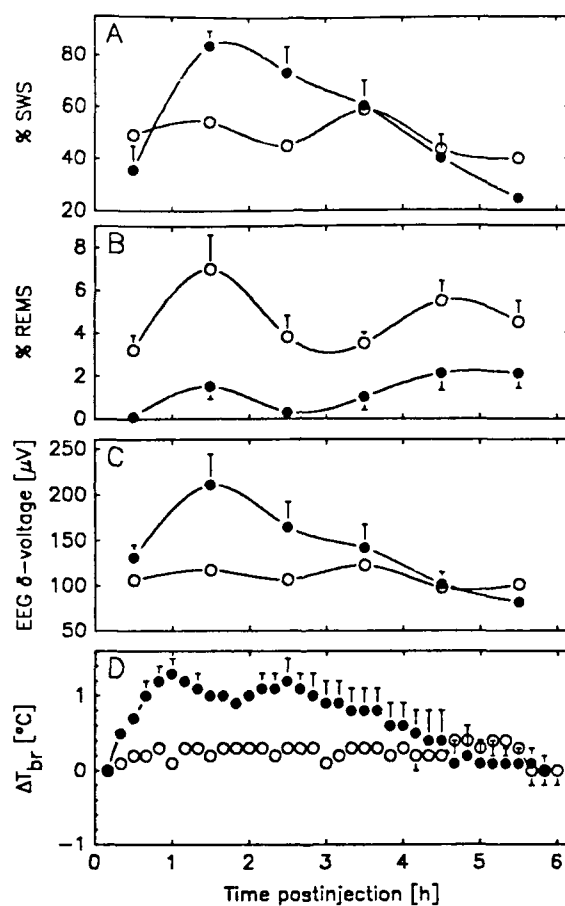 A
% SWS
80
60
40
20
B
% REMS
8
6
4
2
0
C
EEG δ-voltage [μV]
250
200
150
100
50
D
ΔT_br [°C]
1
0
−1
0 1 2 3 4 5 6
Time postinjection [h]